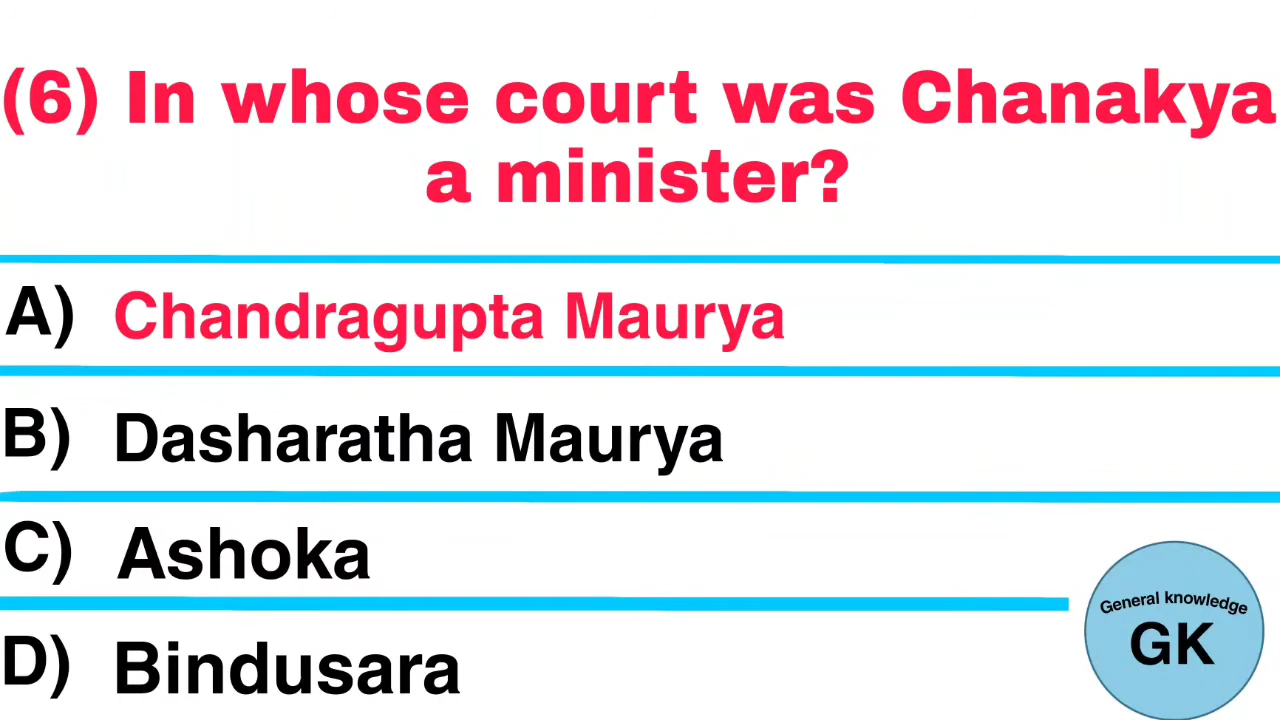 (6) In whose court was Chanakya
a minister?
A) Chandragupta Maurya
B) Dasharatha Maurya
C) Ashoka
D) Bindusara
General knowledge
GK